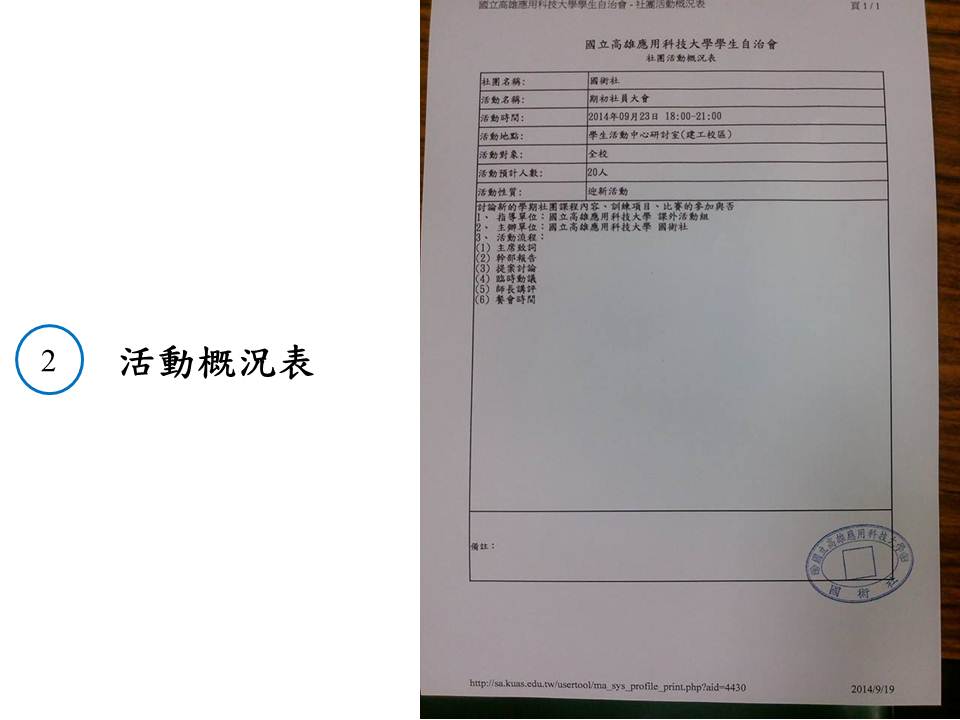 2
活動概況表
國立高雄應用科技大學學生自治會 - 社團活動概況表 頁 1 / 1
國立高雄應用科技大學學生自治會
社團活動概況表
社團名稱: 國術社
活動名稱: 期初社員大會
活動時間: 2014年09月23日 18:00-21:00
活動地點: 學生活動中心研討室(建工校區)
活動對象: 全校
活動預計人數: 20人
活動性質: 迎新活動
討論新的學期社團課程內容、訓練項目、比賽的參加與否
1、 指導單位：國立高雄應用科技大學 課外活動組
2、 主辦單位：國立高雄應用科技大學 國術社
3、 活動流程：
(1) 主席致詞
(2) 幹部報告
(3) 提案討論
(4) 臨時動議
(5) 師長講評
(6) 餐會時間
備註：
國立高雄應用科技大學
國術社
http://sa.kuas.edu.tw/usertool/ma_sys_profile_print.php?aid=4430 2014/9/19